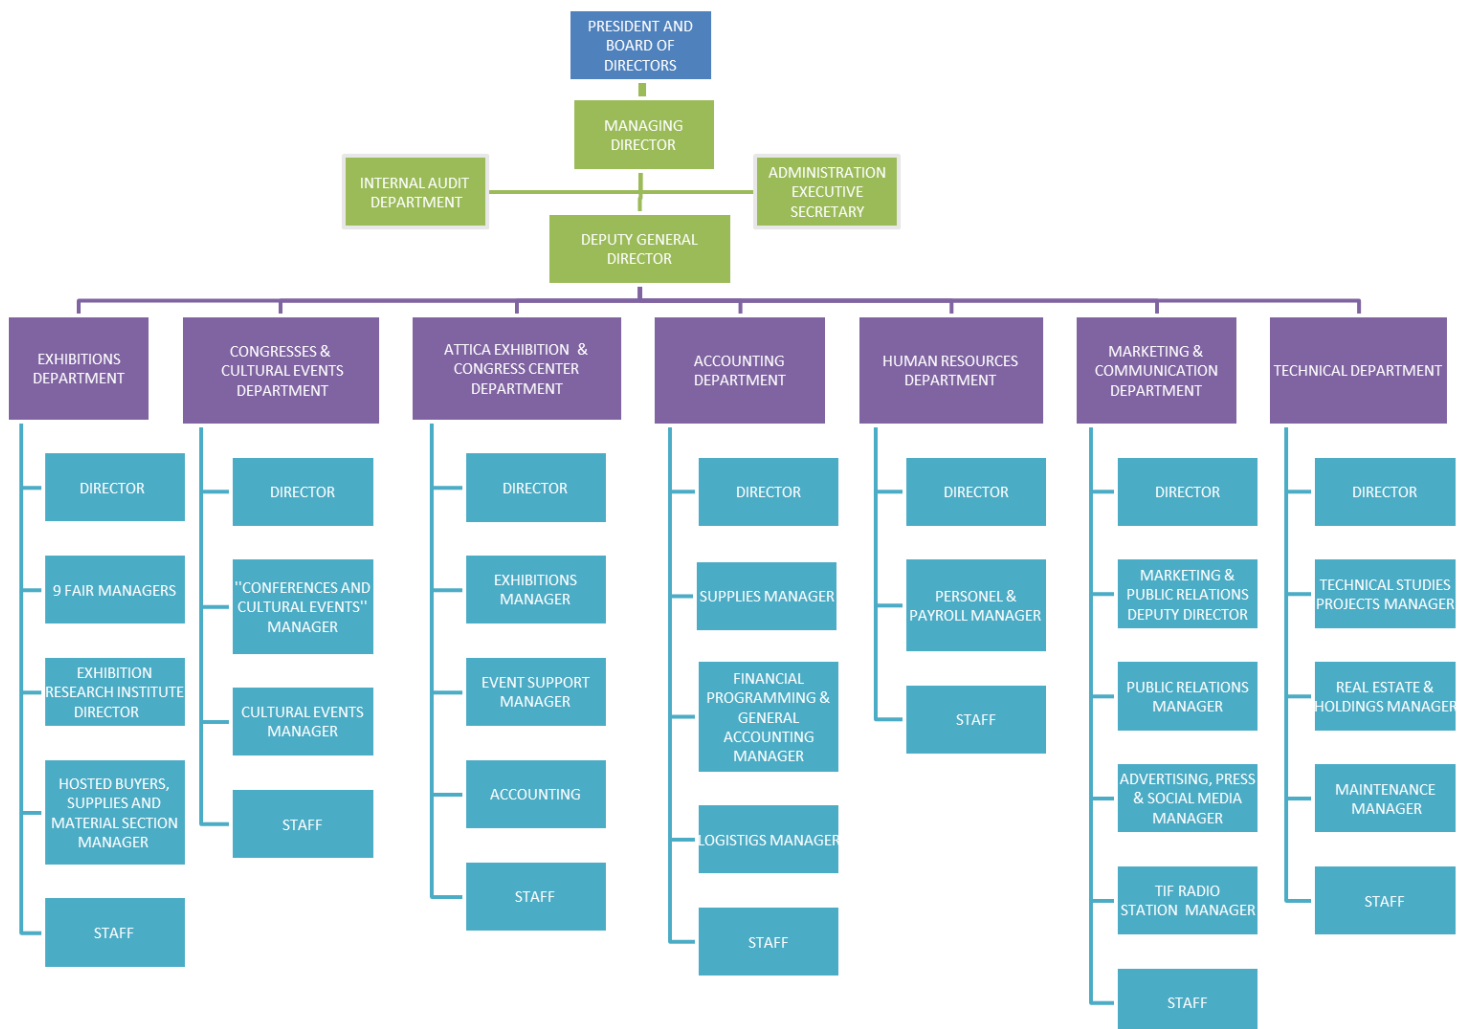 PRESIDENT AND
BOARD OF
DIRECTORS
MANAGING
DIRECTOR
INTERNAL AUDIT
DEPARTMENT
ADMINISTRATION
EXECUTIVE
SECRETARY
DEPUTY GENERAL
DIRECTOR
EXHIBITIONS
DEPARTMENT
DIRECTOR
9 FAIR MANAGERS
EXHIBITION
RESEARCH INSTITUTE
DIRECTOR
HOSTED BUYERS,
SUPPLIES AND
MATERIAL SECTION
MANAGER
STAFF
CONGRESSES &
CULTURAL EVENTS
DEPARTMENT
DIRECTOR
"CONFERENCES AND
CULTURAL EVENTS"
MANAGER
CULTURAL EVENTS
MANAGER
STAFF
ATTICA EXHIBITION &
CONGRESS CENTER
DEPARTMENT
DIRECTOR
EXHIBITIONS
MANAGER
EVENT SUPPORT
MANAGER
ACCOUNTING
STAFF
ACCOUNTING
DEPARTMENT
DIRECTOR
SUPPLIES MANAGER
FINANCIAL
PROGRAMMING &
GENERAL
ACCOUNTING
MANAGER
LOGISTIGS MANAGER
STAFF
HUMAN RESOURCES
DEPARTMENT
DIRECTOR
PERSONEL &
PAYROLL MANAGER
STAFF
MARKETING &
COMMUNICATION
DEPARTMENT
DIRECTOR
MARKETING &
PUBLIC RELATIONS
DEPUTY DIRECTOR
PUBLIC RELATIONS
MANAGER
ADVERTISING, PRESS
& SOCIAL MEDIA
MANAGER
TIF RADIO
STATION MANAGER
STAFF
TECHNICAL DEPARTMENT
DIRECTOR
TECHNICAL STUDIES
PROJECTS MANAGER
REAL ESTATE &
HOLDINGS MANAGER
MAINTENANCE
MANAGER
STAFF